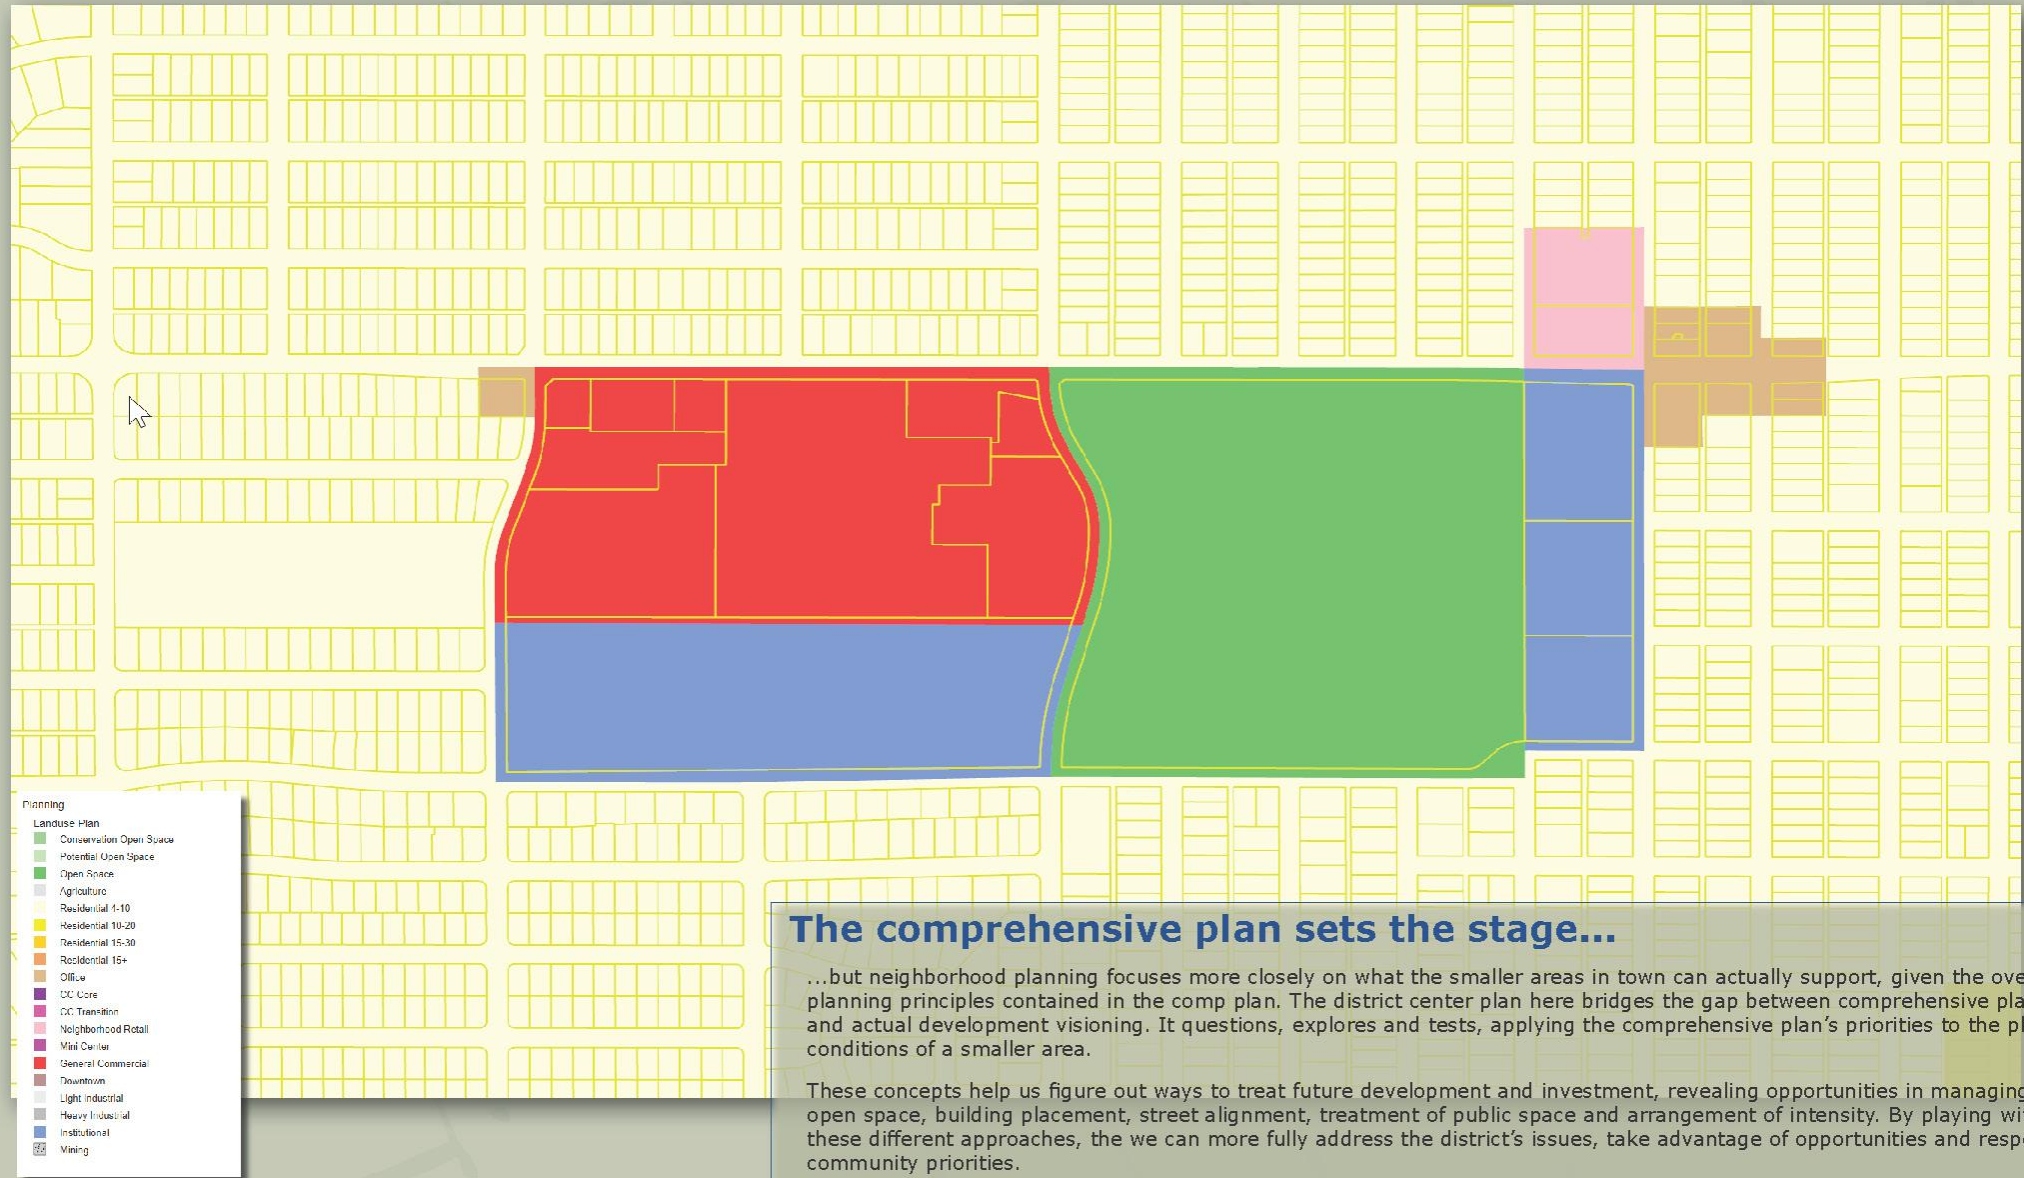 Planning
Landuse Plan
Conservation Open Space
Potential Open Space
Open Space
Agriculture
Residential 4-10
Residential 10-20
Residential 15-30
Residential 15+
Office
CC Core
CC Transition
Neighborhood Retail
Mini Center
General Commercial
Downtown
Light Industrial
Heavy Industrial
Institutional
Mining
The comprehensive plan sets the stage...
...but neighborhood planning focuses more closely on what the smaller areas in town can actually support, given the ove
planning principles contained in the comp plan. The district center plan here bridges the gap between comprehensive pla
and actual development visioning. It questions, explores and tests, applying the comprehensive plan’s priorities to the pl
conditions of a smaller area.
These concepts help us figure out ways to treat future development and investment, revealing opportunities in managing
open space, building placement, street alignment, treatment of public space and arrangement of intensity. By playing wi
these different approaches, the we can more fully address the district’s issues, take advantage of opportunities and resp
community priorities.